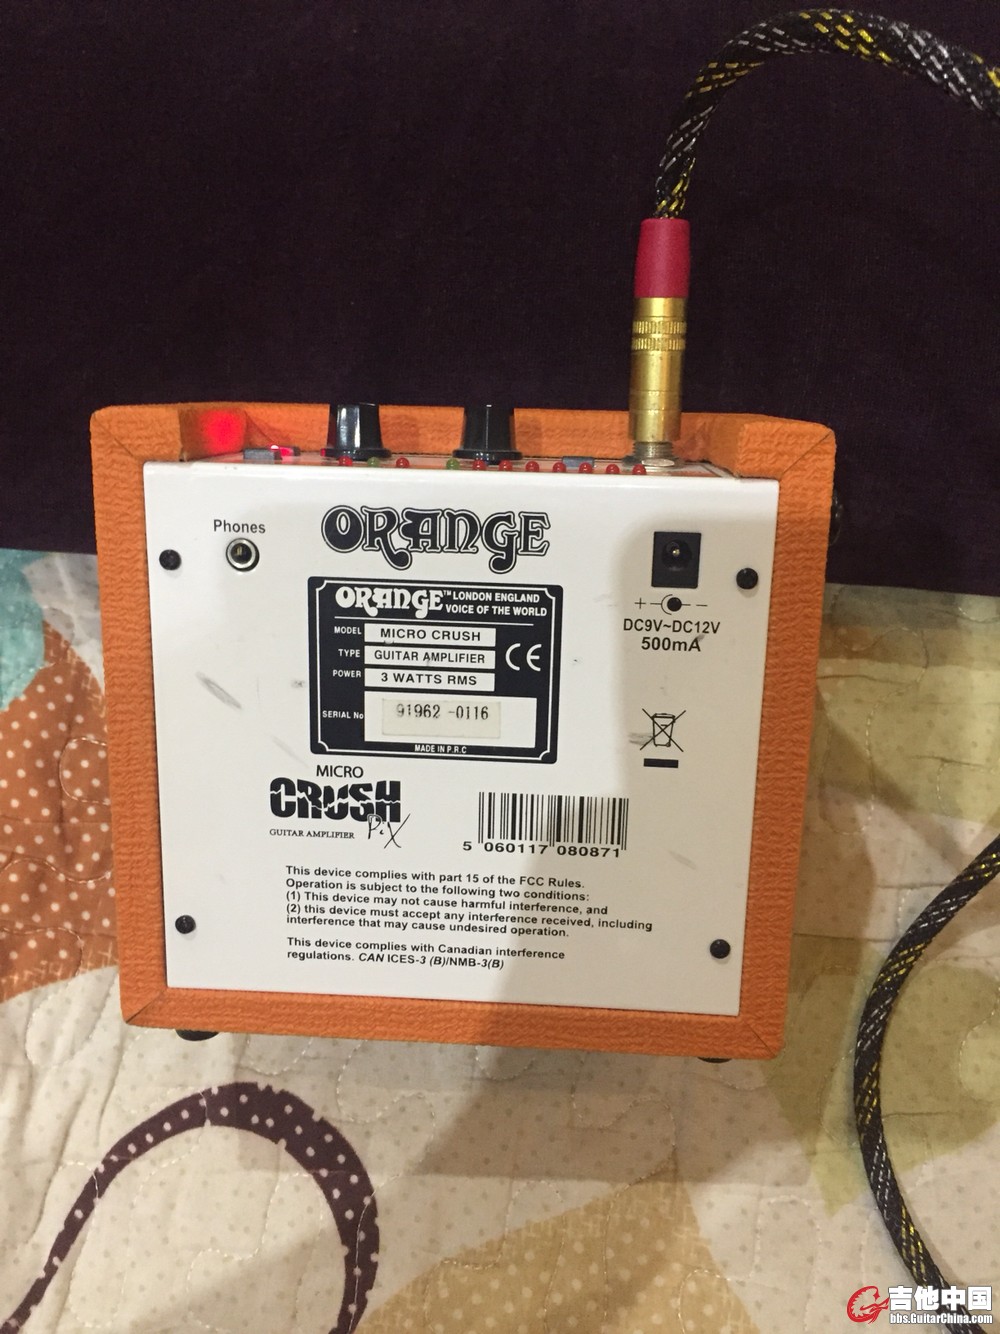 Phones
ORANGE
ORANGE™ LONDON ENGLAND
VOICE OF THE WORLD
MODEL MICRO CRUSH
TYPE GUITAR AMPLIFIER
POWER 3 WATTS RMS
CE
SERIAL No 91962 -0116
MADE IN P.R.C
+ - −
DC9V~DC12V
500mA
MICRO
CRUSH
GUITAR AMPLIFIER PiX
5 060117 080871
This device complies with part 15 of the FCC Rules.
Operation is subject to the following two conditions:
(1) This device may not cause harmful interference, and
(2) this device must accept any interference received, including
interference that may cause undesired operation.
This device complies with Canadian interference
regulations. CAN ICES-3 (B)/NMB-3(B)
吉他中国
bbs.GuitarChina.com